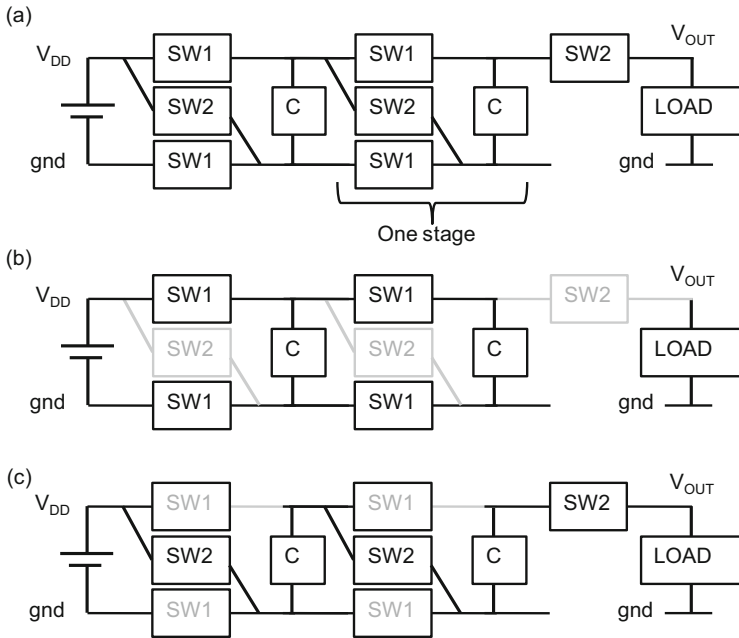 (a)
V_DD SW1 SW1 SW2 V_OUT
SW2 C SW2 C LOAD
gnd SW1 SW1 gnd
One stage
(b)
V_DD SW1 SW1 SW2 V_OUT
SW2 C SW2 C LOAD
gnd SW1 SW1 gnd
(c)
V_DD SW1 SW1 SW2 V_OUT
SW2 C SW2 C LOAD
gnd SW1 SW1 gnd